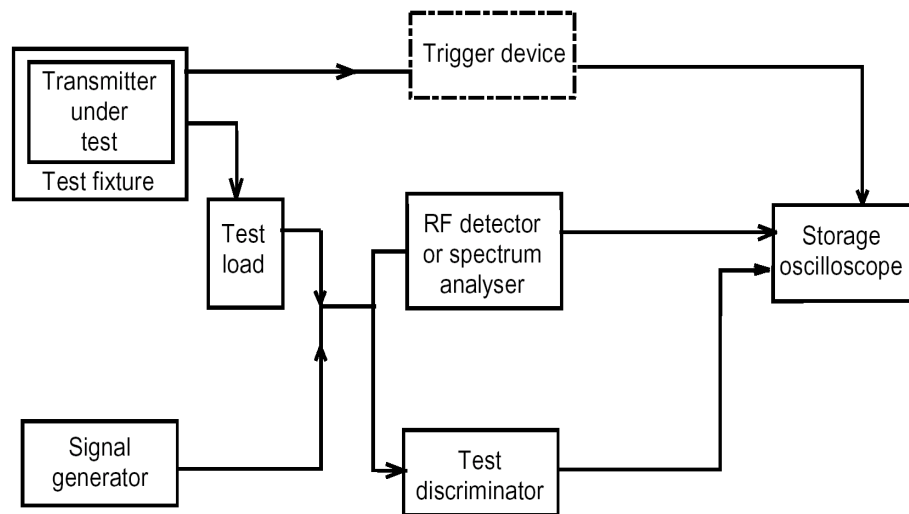 Transmitter
under
test
Test fixture
Trigger device
Test
load
RF detector
or spectrum
analyser
Storage
oscilloscope
Signal
generator
Test
discriminator